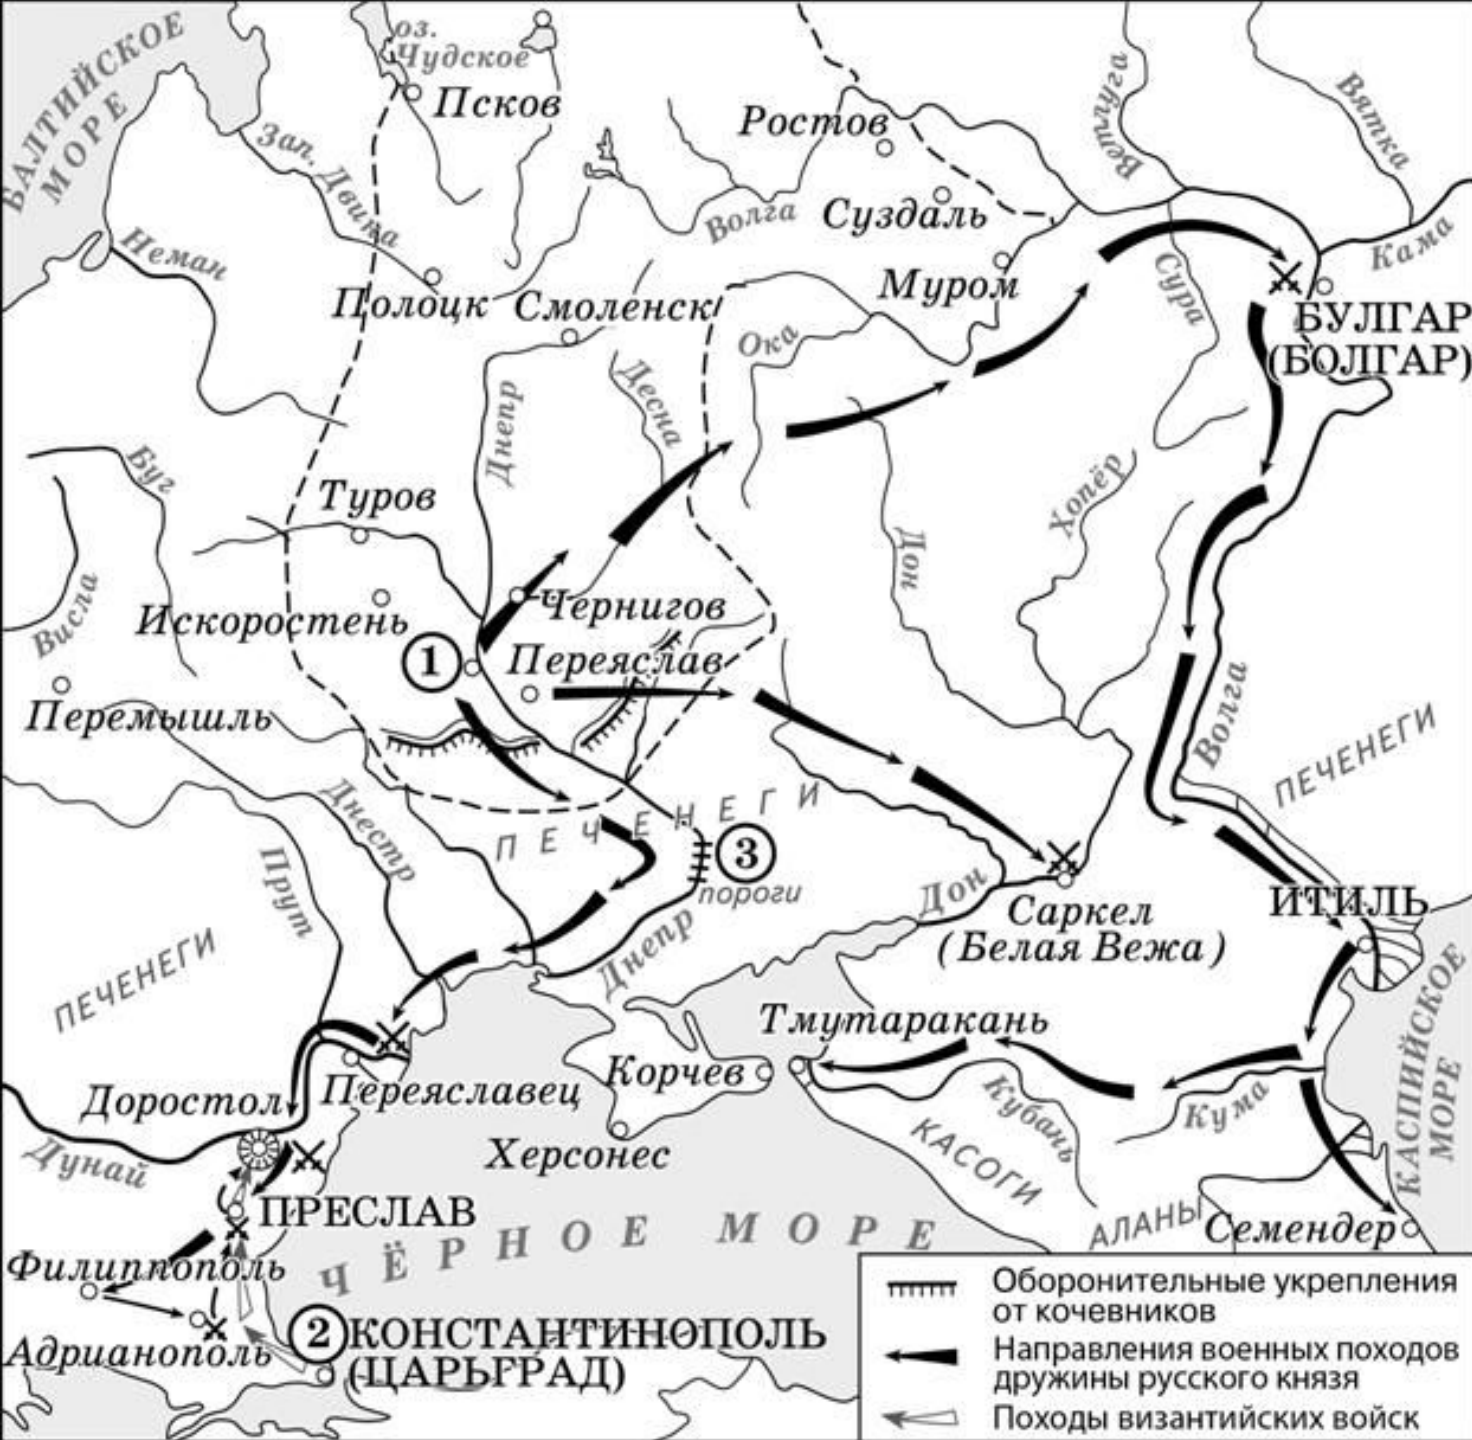 БАЛТИЙСКОЕ
МОРЕ
оз.
Чудское
Псков
Зап. Двина
Неман
Полоцк
Смоленск
Ростов
Волга
Суздаль
Муром
Ока
Ветлуга
Вятка
Кама
Сура
БУЛГАР
(БОЛГАР)
Днепр
Десна
Буг
Туров
Висла
Искоростень
Чернигов
1
Переяслав
Перемышль
Дон
Хопёр
Волга
ПЕЧЕНЕГИ
Днестр
ПЕЧЕНЕГИ
3
пороги
Прут
ПЕЧЕНЕГИ
Днепр
Дон
Саркел
(Белая Вежа)
ИТИЛЬ
КАСПИЙСКОЕ
МОРЕ
Тмутаракань
Корчев
Переяславец
Доростол
Дунай
Херсонес
Кубань
Кума
КАСОГИ
АЛАНЫ
Семендер
ПРЕСЛАВ
ЧЁРНОЕ МОРЕ
Филиппополь
Адрианополь
2
КОНСТАНТИНОПОЛЬ
(ЦАРЬГРАД)
Оборонительные укрепления
от кочевников
Направления военных походов
дружины русского князя
Походы византийских войск